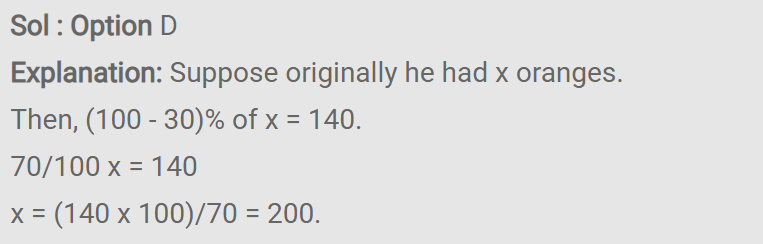 Sol : Option D
Explanation: Suppose originally he had x oranges.
Then, (100 - 30)% of x = 140.
70/100 x = 140
x = (140 x 100)/70 = 200.